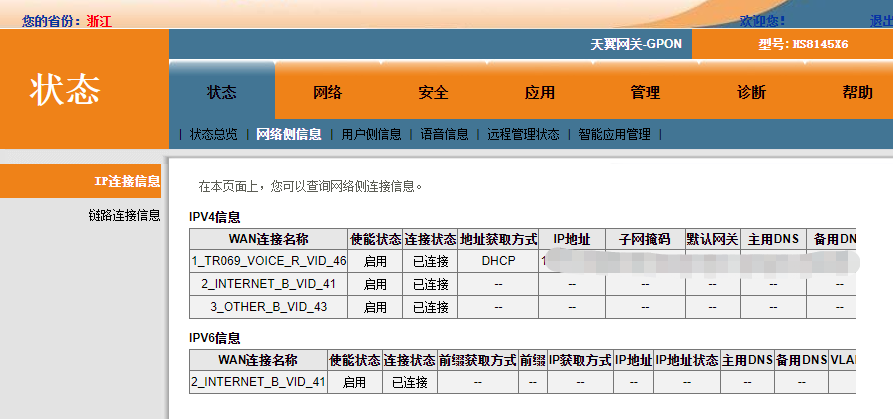 您的省份：浙江 欢迎您！
天翼网关-GPON 型号: HS8145X6
状态
状态 网络 安全 应用 管理 诊断 帮助
| 状态总览 | 网络侧信息 | 用户侧信息 | 语音信息 | 远程管理状态 | 智能应用管理 |
IP连接信息
链路连接信息
在本页面上，您可以查询网络侧连接信息。
IPV4信息
WAN连接名称 使能状态 连接状态 地址获取方式 IP地址 子网掩码 默认网关 主用DNS 备用DN
1_TR069_VOICE_R_VID_46 启用 已连接 DHCP 1
2_INTERNET_B_VID_41 启用 已连接 -- -- -- -- -- --
3_OTHER_B_VID_43 启用 已连接 -- -- -- -- -- --
IPV6信息
WAN连接名称 使能状态 连接状态 前缀获取方式 前缀 IP获取方式 IP地址 IP地址状态 主用DNS 备用DNS VLA
2_INTERNET_B_VID_41 启用 已连接 -- -- -- -- -- -- --